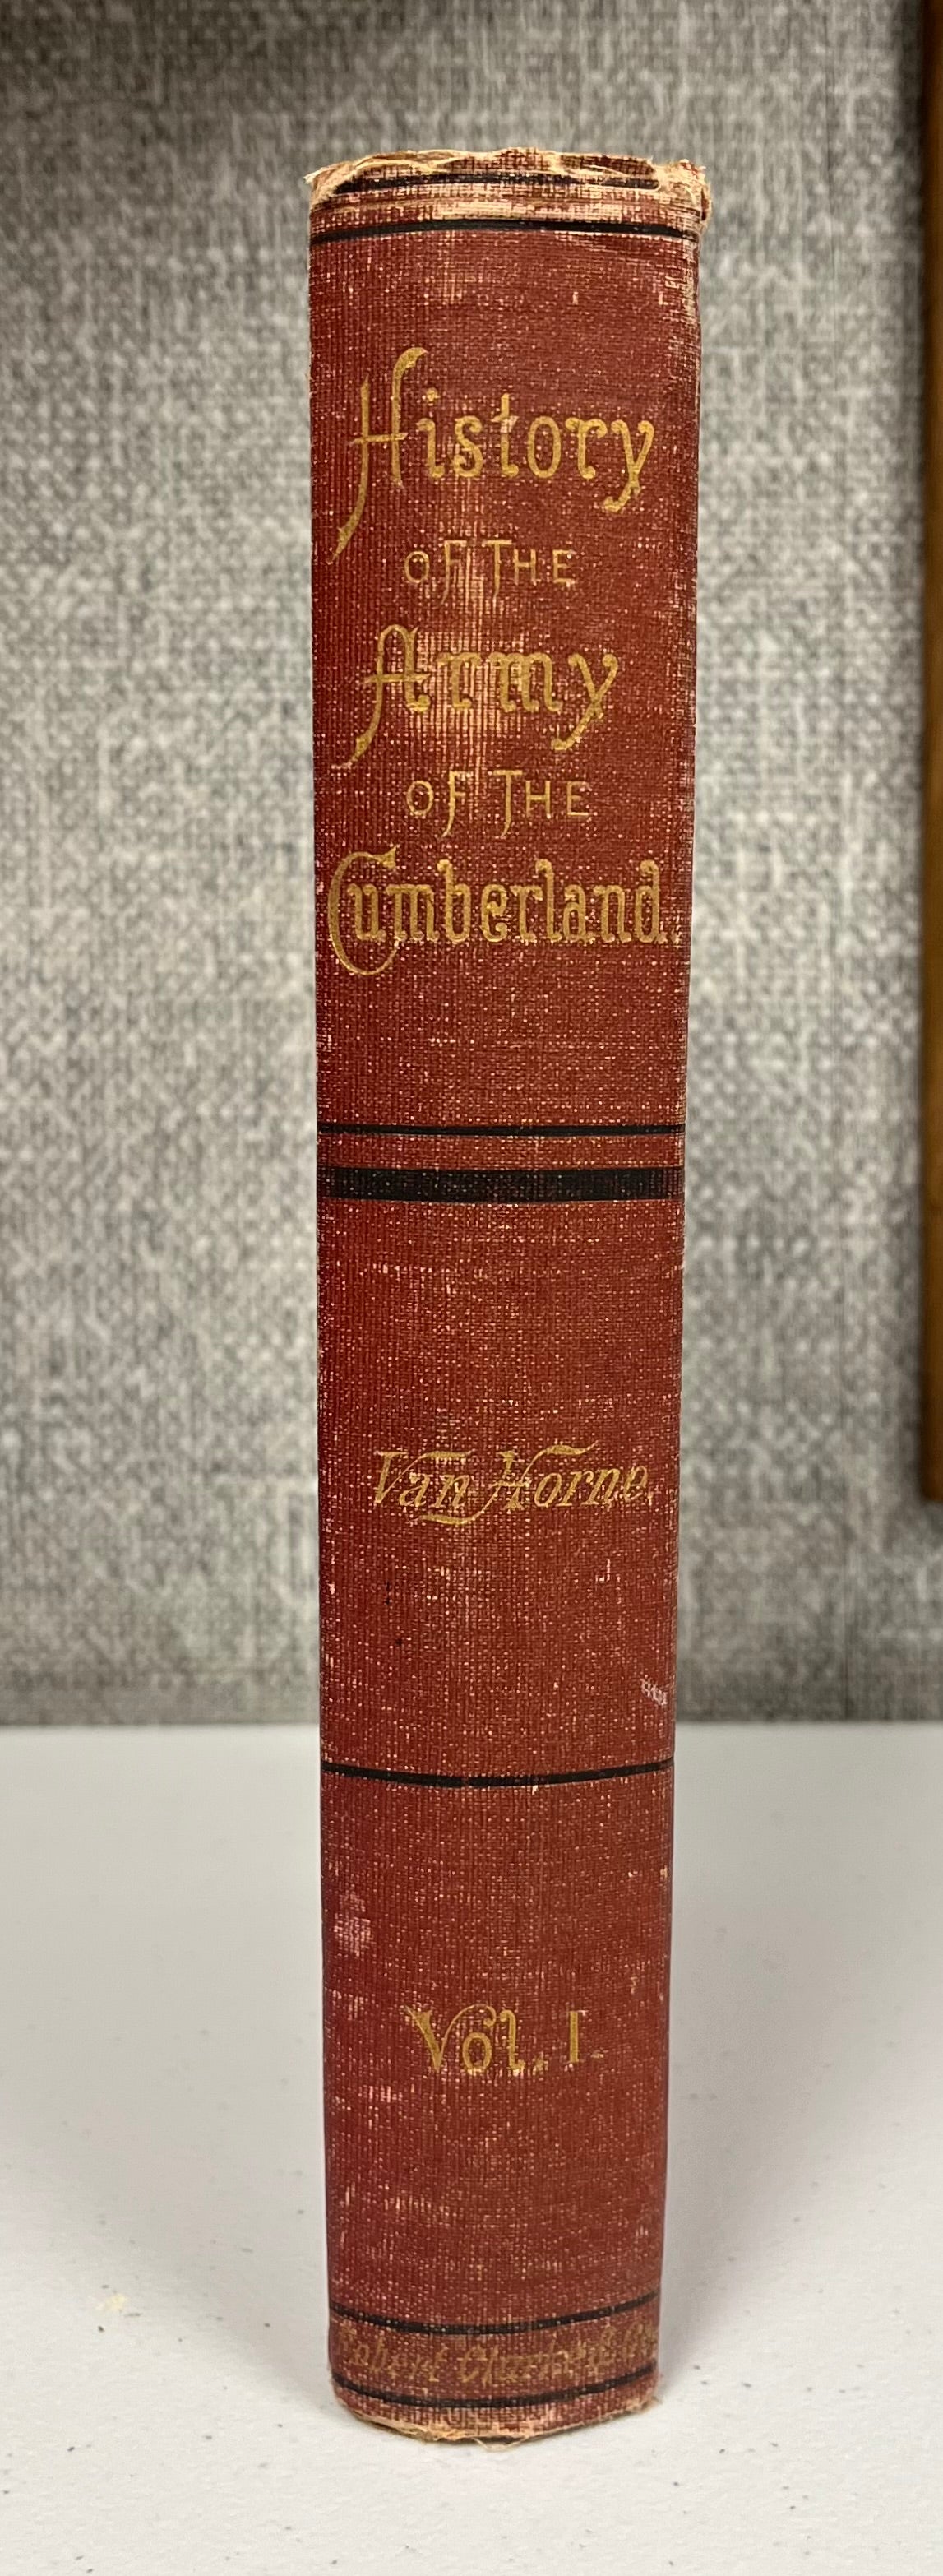 History
OF THE
Army
OF THE
Cumberland.
Van Horne.
Vol. I.
Robert Clarke & Co.